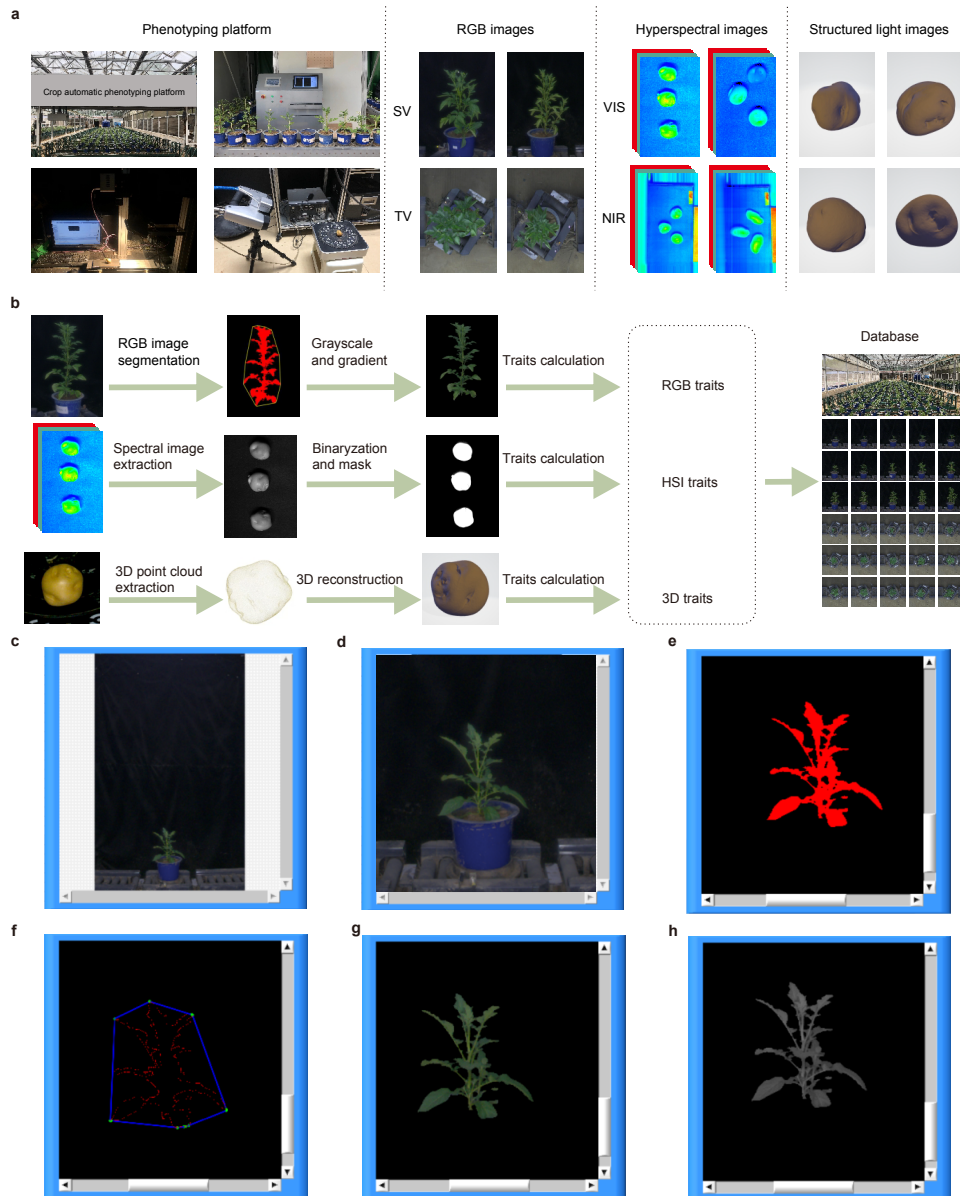 a
Phenotyping platform
RGB images
Hyperspectral images
Structured light images
Crop automatic phenotyping platform
SV
VIS
TV
NIR
b
RGB image
segmentation
Grayscale
and gradient
Traits calculation
RGB traits
Database
Spectral image
extraction
Binaryzation
and mask
Traits calculation
HSI traits
3D point cloud
extraction
3D reconstruction
Traits calculation
3D traits
c
d
e
f
g
h